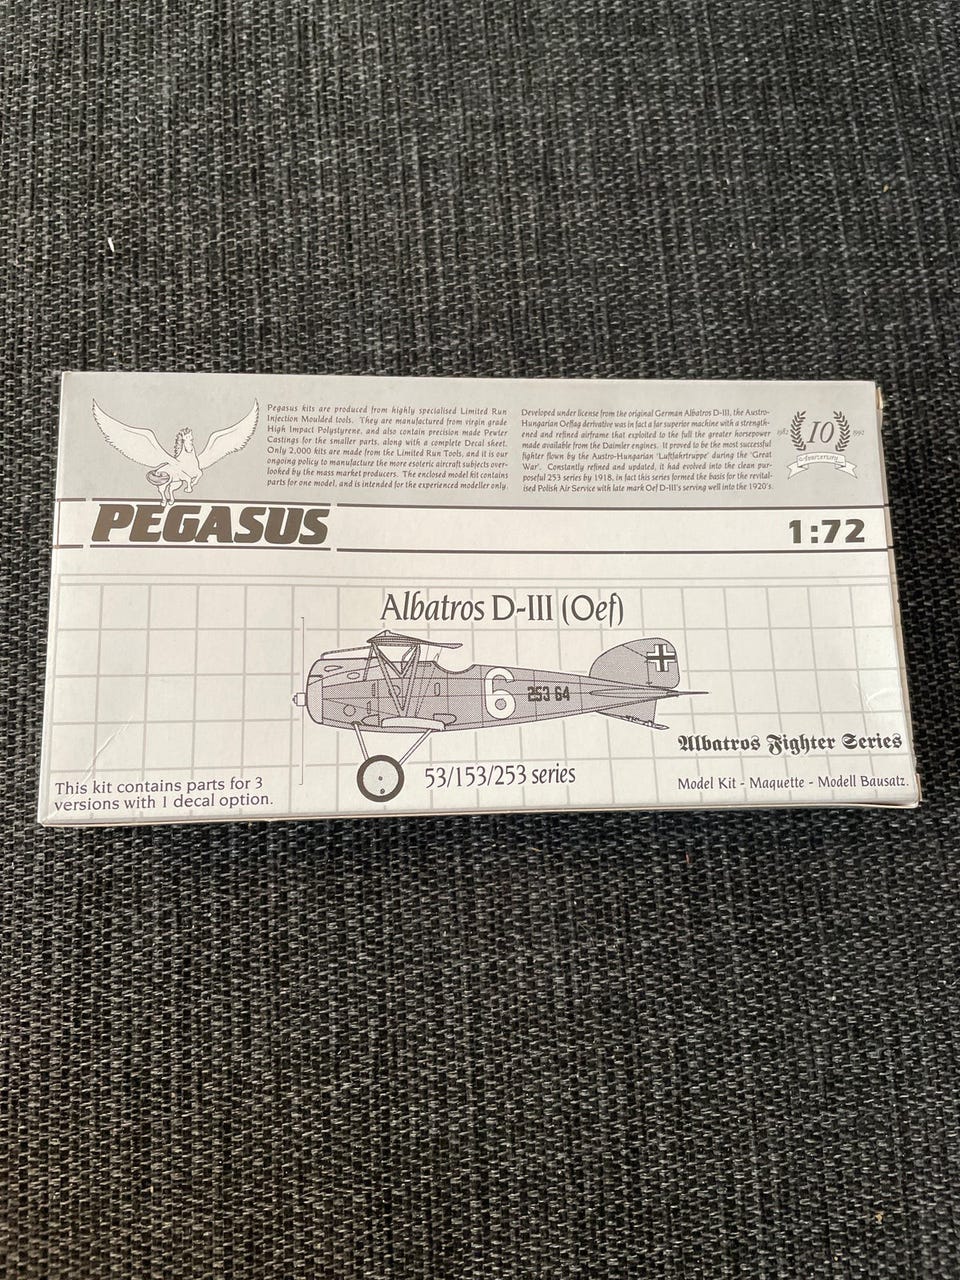 Pegasus kits are produced from highly specialised Limited Run
Injection Moulded tools. They are manufactured from virgin grade
High Impact Polystyrene, and also contain precision made Pewter
Castings for the smaller parts, along with a complete Decal sheet.
Only 2,000 kits are made from the Limited Run Tools, and it is our
ongoing policy to manufacture the more esoteric aircraft subjects over-
looked by the mass market producers. The enclosed model kit contains
parts for one model, and is intended for the experienced modeller only.
Developed under license from the original German Albatros D-III, the Austro-
Hungarian Oeffag derivative was in fact a far superior machine with a strength-
ened and refined airframe that exploited to the full the greater horsepower
made available from the Daimler engines. It proved to be the most successful
fighter flown by the Austro-Hungarian 'Luftfahrtruppe' during the 'Great
War'. Constantly refined and updated, it had evolved into the clean pur-
poseful 253 series by 1918, in fact this series formed the basis for the revital-
ised Polish Air Service with late mark Oef D-III's serving well into the 1920's.
1982 10 1992
Anniversary
PEGASUS
1:72
Albatros D-III (Oef)
6 253 64
Albatros Fighter Series
53/153/253 series
Model Kit - Maquette - Modell Bausatz.
This kit contains parts for 3
versions with 1 decal option.